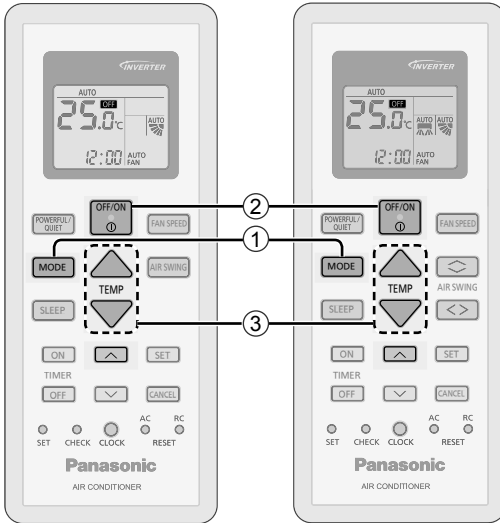 INVERTER
AUTO
OFF
25.0°C
AUTO
12:00 AUTO FAN
POWERFUL/
QUIET
OFF/ON
FAN SPEED
MODE
TEMP
AIR SWING
SLEEP
ON
SET
TIMER
OFF
CANCEL
AC RC
SET CHECK CLOCK RESET
Panasonic
AIR CONDITIONER
2
1
3
INVERTER
AUTO
OFF
25.0°C
AUTO AUTO
12:00 AUTO FAN
POWERFUL/
QUIET
OFF/ON
FAN SPEED
MODE
TEMP
AIR SWING
SLEEP
ON
SET
TIMER
OFF
CANCEL
AC RC
SET CHECK CLOCK RESET
Panasonic
AIR CONDITIONER